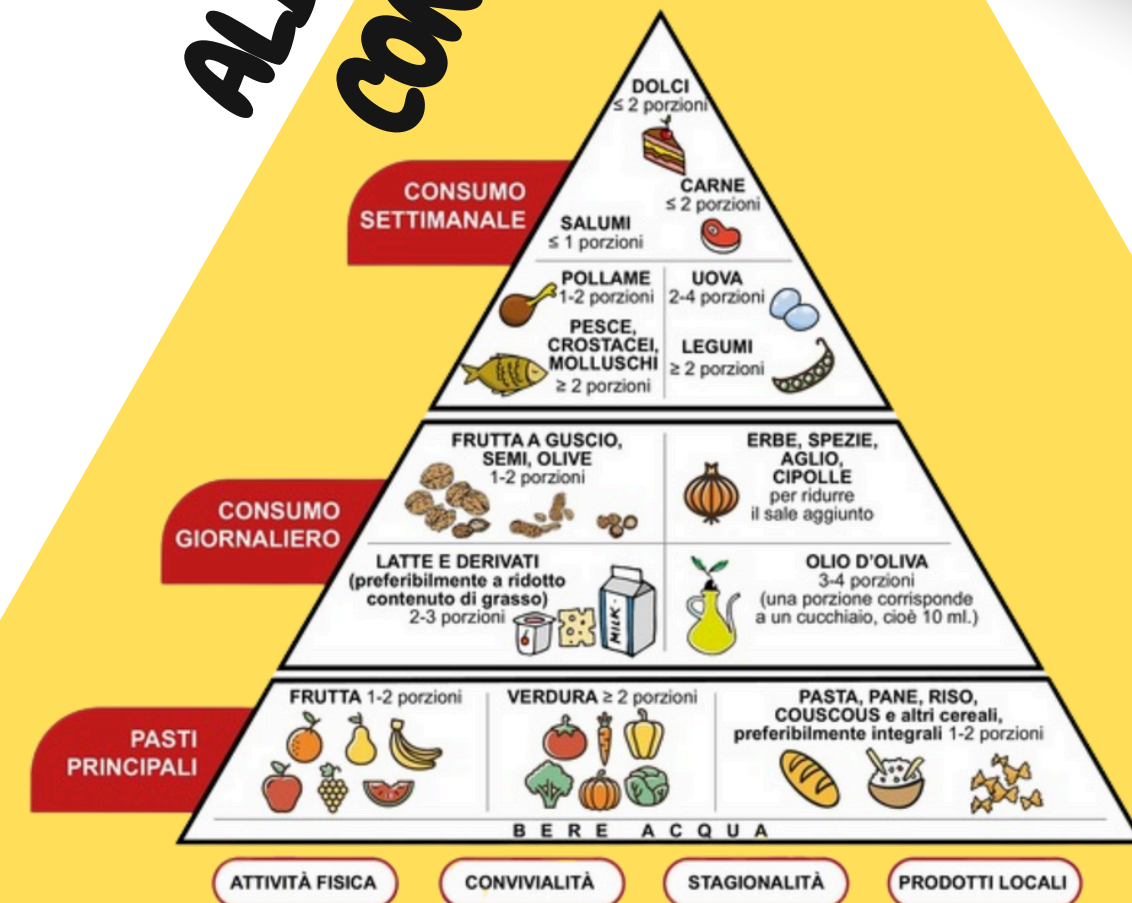 DOLCI
≤ 2 porzioni
CONSUMO
SETTIMANALE
CARNE
≤ 2 porzioni
SALUMI
≤ 1 porzioni
POLLAME
1-2 porzioni
UOVA
2-4 porzioni
PESCE,
CROSTACEI,
MOLLUSCHI
≥ 2 porzioni
LEGUMI
≥ 2 porzioni
FRUTTA A GUSCIO,
SEMI, OLIVE
1-2 porzioni
ERBE, SPEZIE,
AGLIO,
CIPOLLE
per ridurre
il sale aggiunto
CONSUMO
GIORNALIERO
LATTE E DERIVATI
(preferibilmente a ridotto
contenuto di grasso)
2-3 porzioni
MILK
OLIO D'OLIVA
3-4 porzioni
(una porzione corrisponde
a un cucchiaio, cioè 10 ml.)
PASTI
PRINCIPALI
FRUTTA 1-2 porzioni
VERDURA ≥ 2 porzioni
PASTA, PANE, RISO,
COUSCOUS e altri cereali,
preferibilmente integrali 1-2 porzioni
BERE ACQUA
ATTIVITÀ FISICA
CONVIVIALITÀ
STAGIONALITÀ
PRODOTTI LOCALI